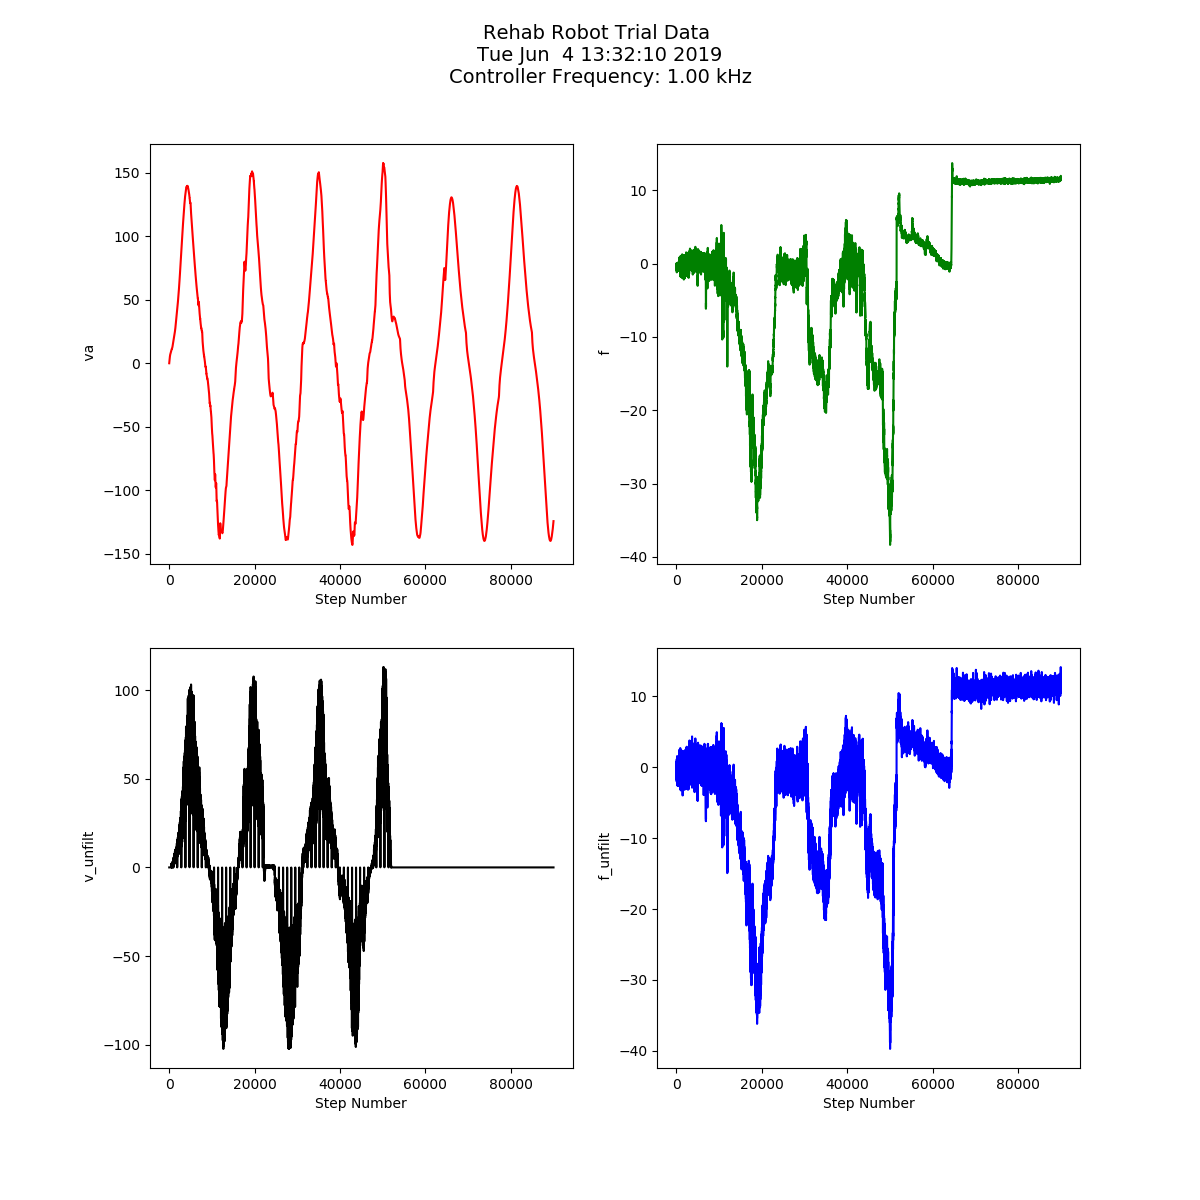 Rehab Robot Trial Data
Tue Jun  4 13:32:10 2019
Controller Frequency: 1.00 kHz
150
100
50
0
−50
−100
−150
va
0 20000 40000 60000 80000
Step Number
10
0
−10
−20
−30
−40
f
0 20000 40000 60000 80000
Step Number
100
50
0
−50
−100
v_unfilt
0 20000 40000 60000 80000
Step Number
10
0
−10
−20
−30
−40
f_unfilt
0 20000 40000 60000 80000
Step Number